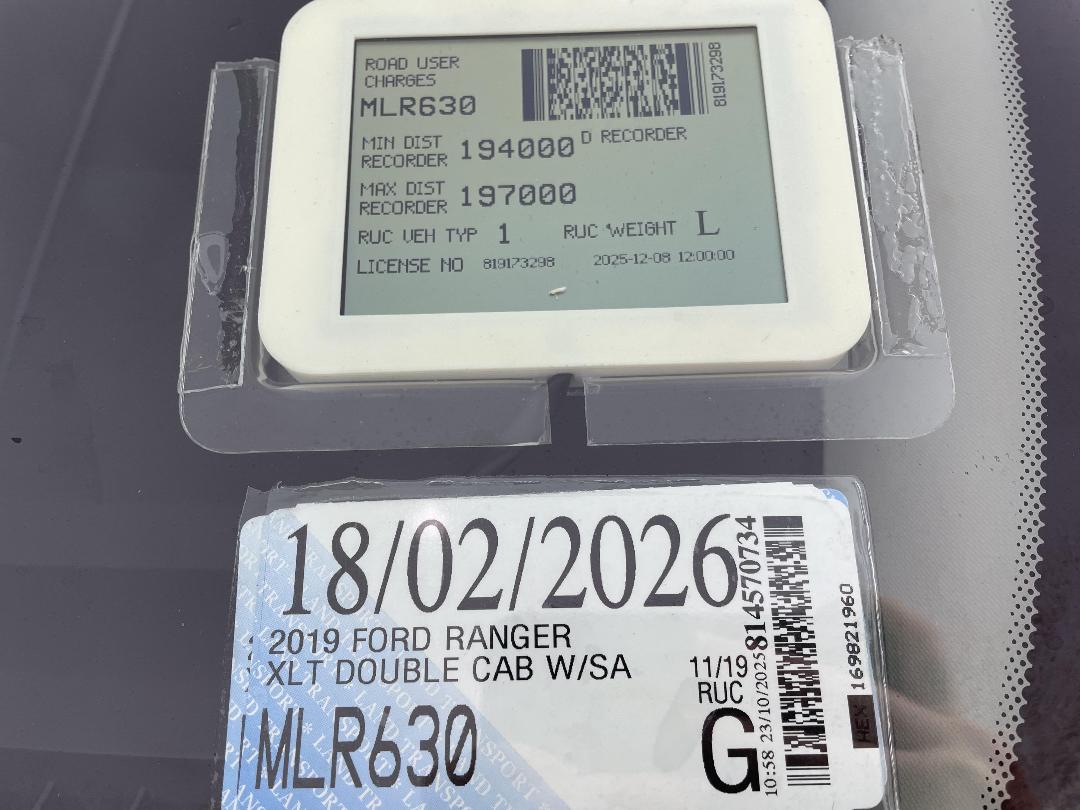 ROAD USER
CHARGES
MLR630
819173298
MIN DIST
RECORDER 194000 D RECORDER
MAX DIST
RECORDER 197000
RUC VEH TYP 1 RUC WEIGHT L
LICENSE NO 819173298 2025-12-08 12:00:00
18/02/2026
2019 FORD RANGER
XLT DOUBLE CAB W/SA
11/19
RUC
MLR630
G
10:58 23/10/2025 814570734
HEX 169821960